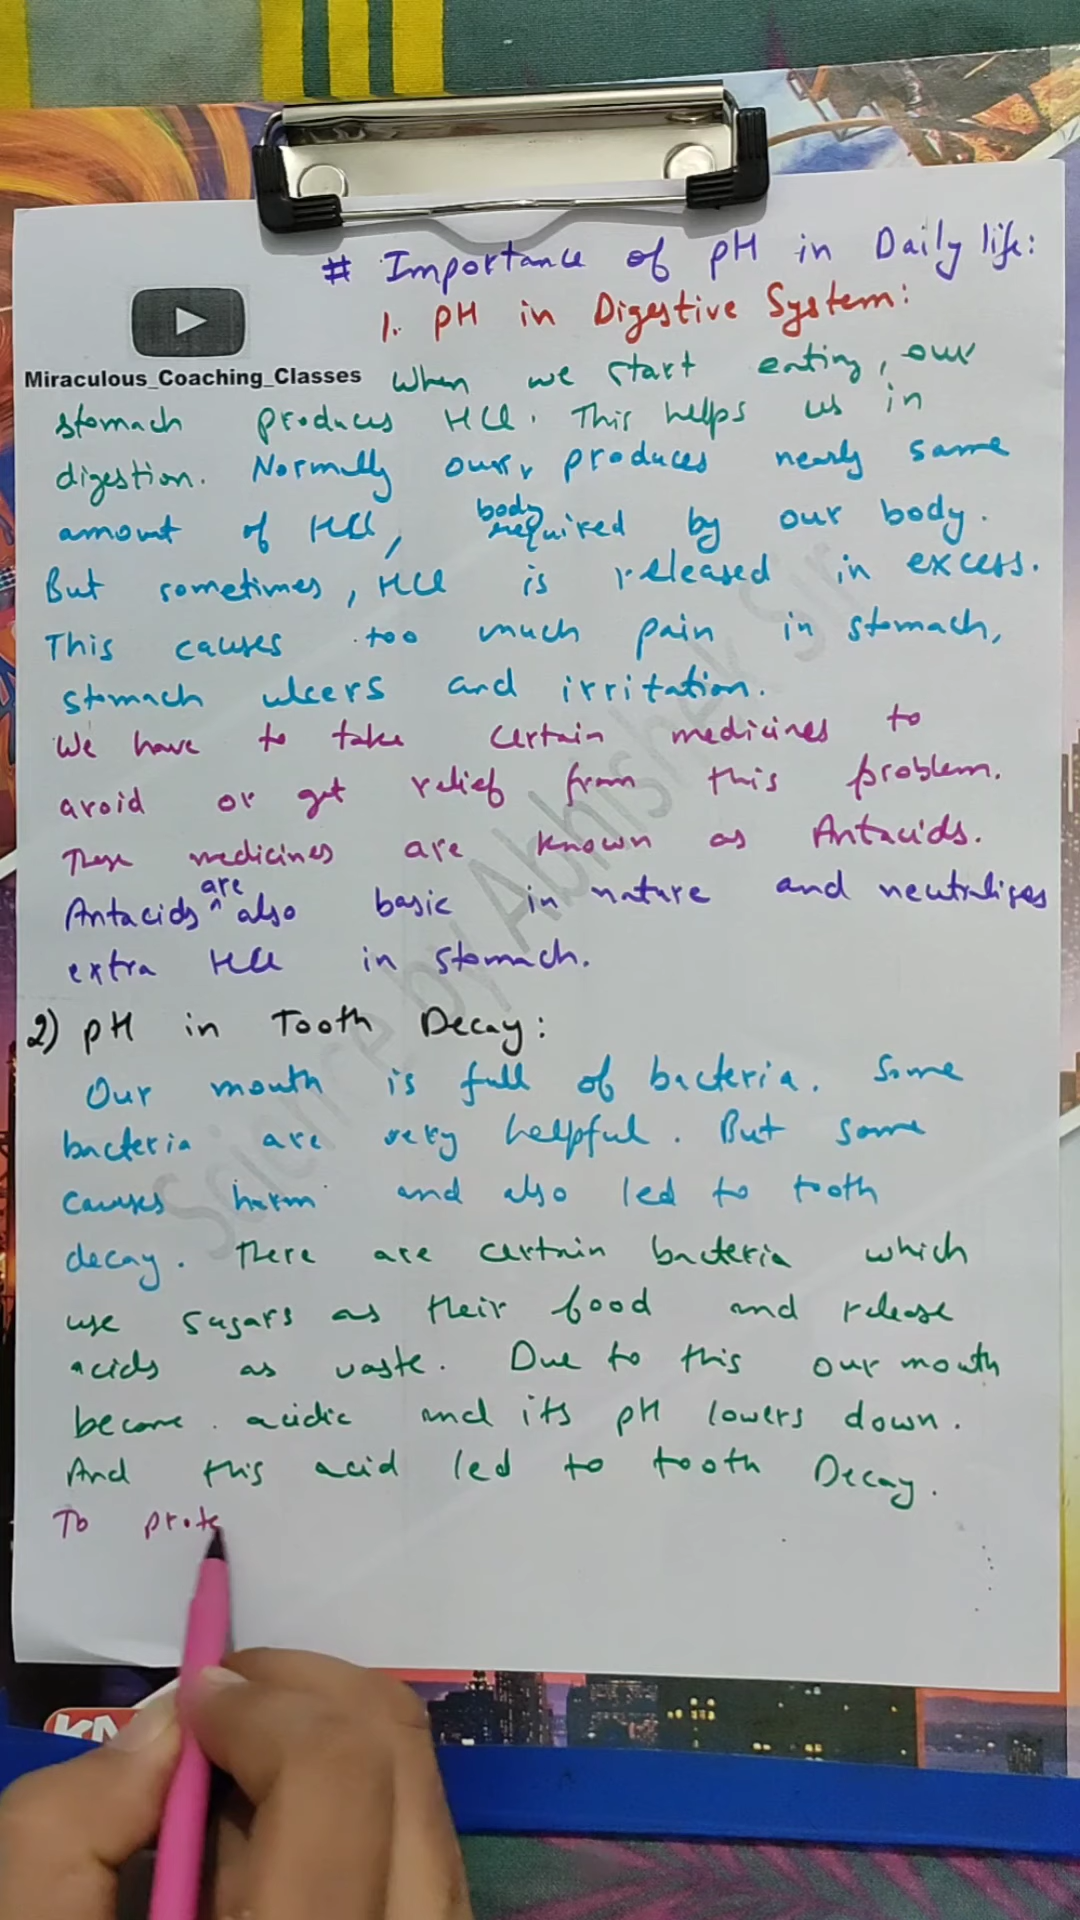 # Importance of pH in Daily life:
1. pH in Digestive System:
Miraculous_Coaching_Classes
When we start eating, our
stomach produces HCl. This helps us in
digestion. Normally our body produces nearly same
amount of HCl, required by our body.
But sometimes, HCl is released in excess.
This causes too much pain in stomach,
stomach ulcers and irritation.
We have to take certain medicines to
avoid or get relief from this problem.
These medicines are known as Antacids.
Antacids are also basic in nature and neutralises
extra HCl in stomach.
2) pH in Tooth Decay:
Our mouth is full of bacteria. Some
bacteria are very helpful. But some
causes harm and also led to tooth
decay. There are certain bacteria which
use sugars as their food and release
acids as waste. Due to this our mouth
become acidic and its pH lowers down.
And this acid led to tooth Decay.
To prote
Science by Abhishek Sir